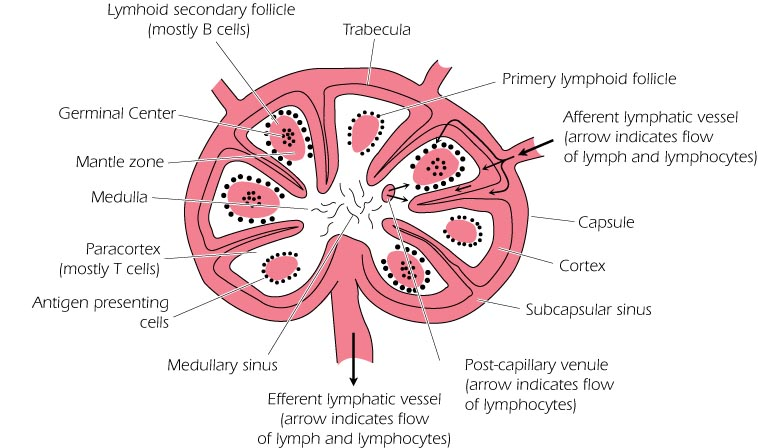 Lymhoid secondary follicle
(mostly B cells)
Trabecula
Primary lymphoid follicle
Germinal Center
Afferent lymphatic vessel
(arrow indicates flow
of lymph and lymphocytes)
Mantle zone
Medulla
Capsule
Paracortex
(mostly T cells)
Cortex
Antigen presenting
cells
Subcapsular sinus
Medullary sinus
Post-capillary venule
(arrow indicates flow
of lymphocytes)
Efferent lymphatic vessel
(arrow indicates flow
of lymph and lymphocytes)